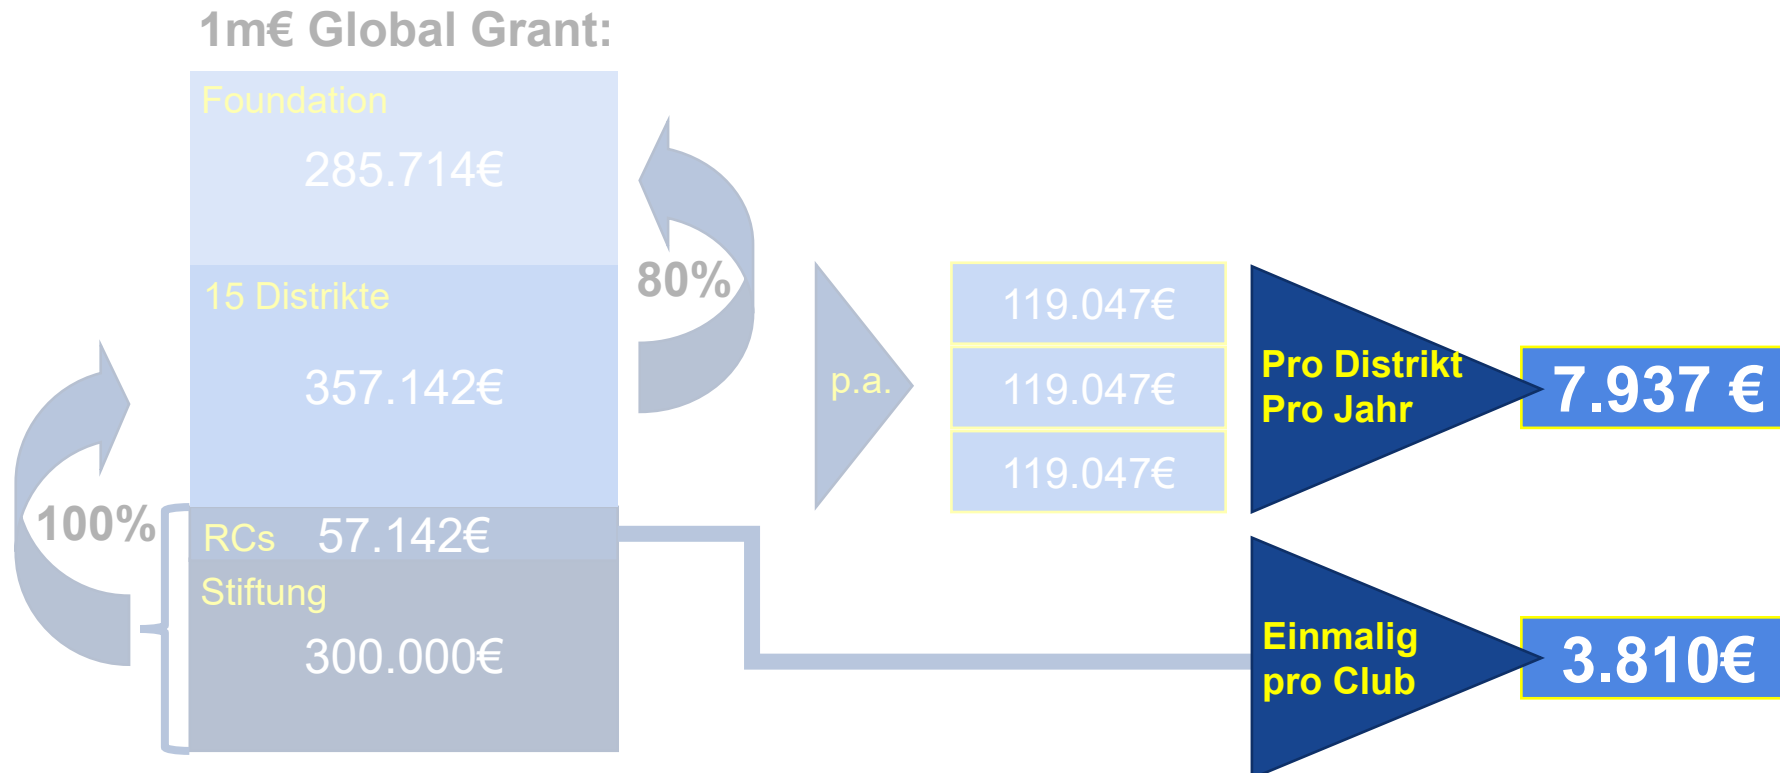 1m€ Global Grant:
Foundation
285.714€
80%
15 Distrikte
357.142€
100%
RCs 57.142€
Stiftung
300.000€
p.a.
119.047€
119.047€
119.047€
Pro Distrikt
Pro Jahr
7.937 €
Einmalig
pro Club
3.810€